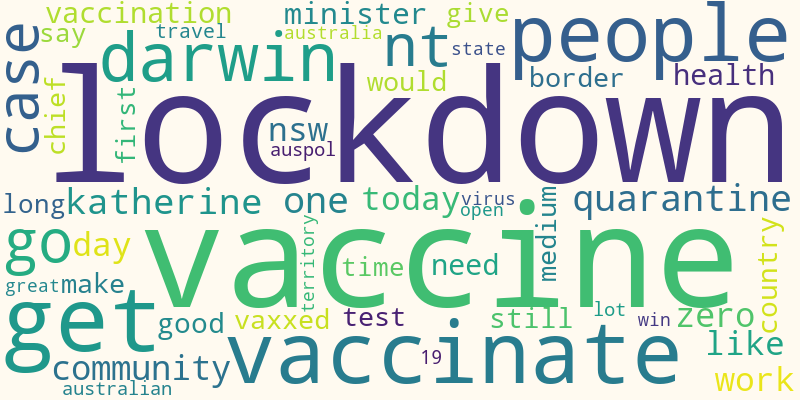 vaccination
minister
give
people
say
travel
australia
nt
state
case
darwin
would
border
health
chief
first
lockdown
nsw
auspol
long
katherine
one
today
virus
open
medium
quarantine
go
day
vaccine
territory
time
need
country
great
make
get
good
vaxxed
test
still
lot
win
zero
like
community
vaccinate
19
work
australian